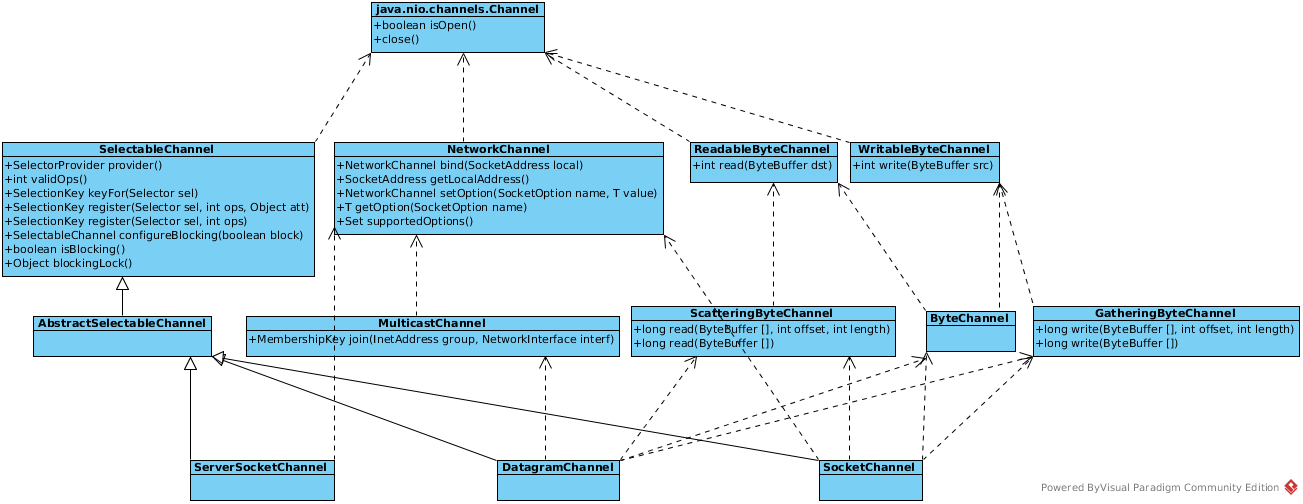 java.nio.channels.Channel
+boolean isOpen()
+close()
SelectableChannel
+SelectorProvider provider()
+int validOps()
+SelectionKey keyFor(Selector sel)
+SelectionKey register(Selector sel, int ops, Object att)
+SelectionKey register(Selector sel, int ops)
+SelectableChannel configureBlocking(boolean block)
+boolean isBlocking()
+Object blockingLock()
NetworkChannel
+NetworkChannel bind(SocketAddress local)
+SocketAddress getLocalAddress()
+NetworkChannel setOption(SocketOption name, T value)
+T getOption(SocketOption name)
+Set supportedOptions()
ReadableByteChannel
+int read(ByteBuffer dst)
WritableByteChannel
+int write(ByteBuffer src)
AbstractSelectableChannel
MulticastChannel
+MembershipKey join(InetAddress group, NetworkInterface interf)
ScatteringByteChannel
+long read(ByteBuffer [], int offset, int length)
+long read(ByteBuffer [])
ByteChannel
GatheringByteChannel
+long write(ByteBuffer [], int offset, int length)
+long write(ByteBuffer [])
ServerSocketChannel
DatagramChannel
SocketChannel
Powered ByVisual Paradigm Community Edition